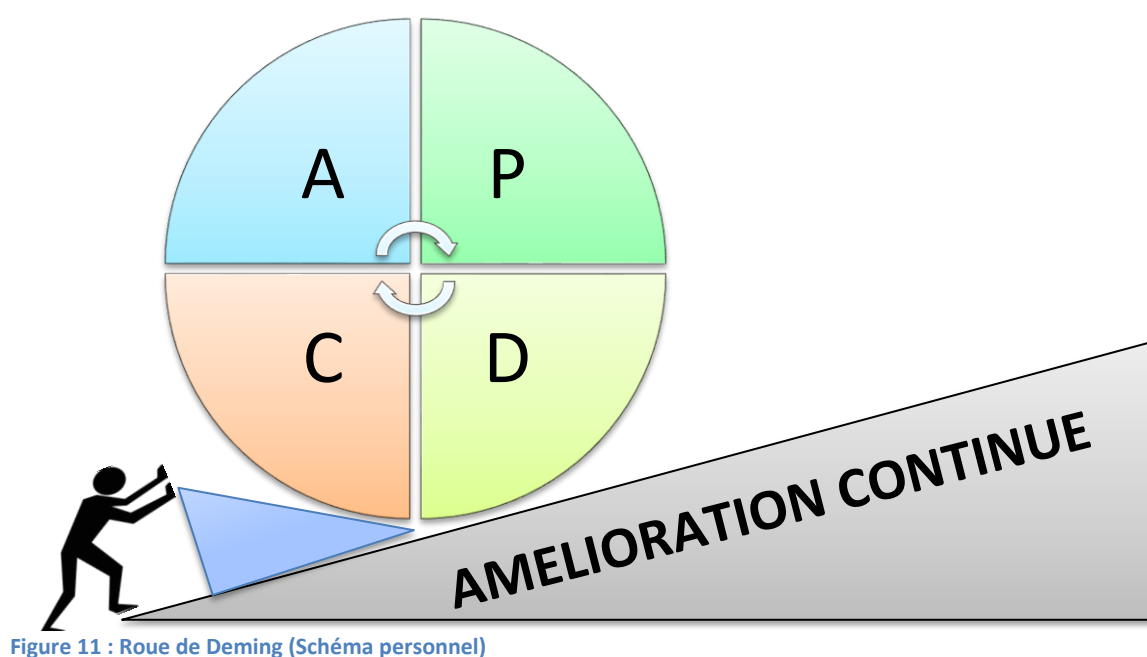 A P
C D
AMELIORATION CONTINUE
Figure 11 : Roue de Deming (Schéma personnel)